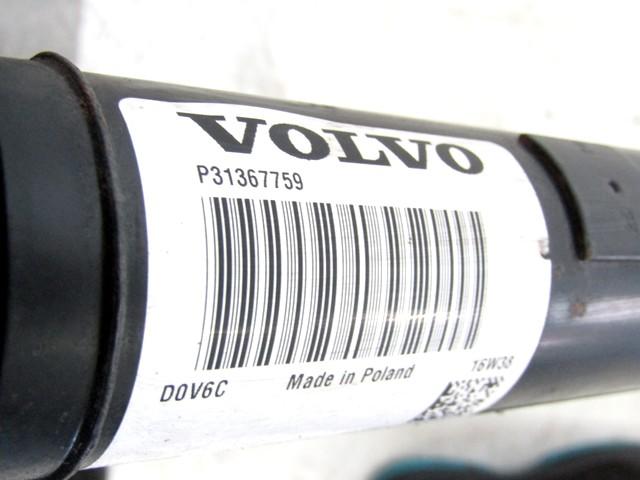 VOLVO
P31367759
D0V6C Made in Poland 16W38